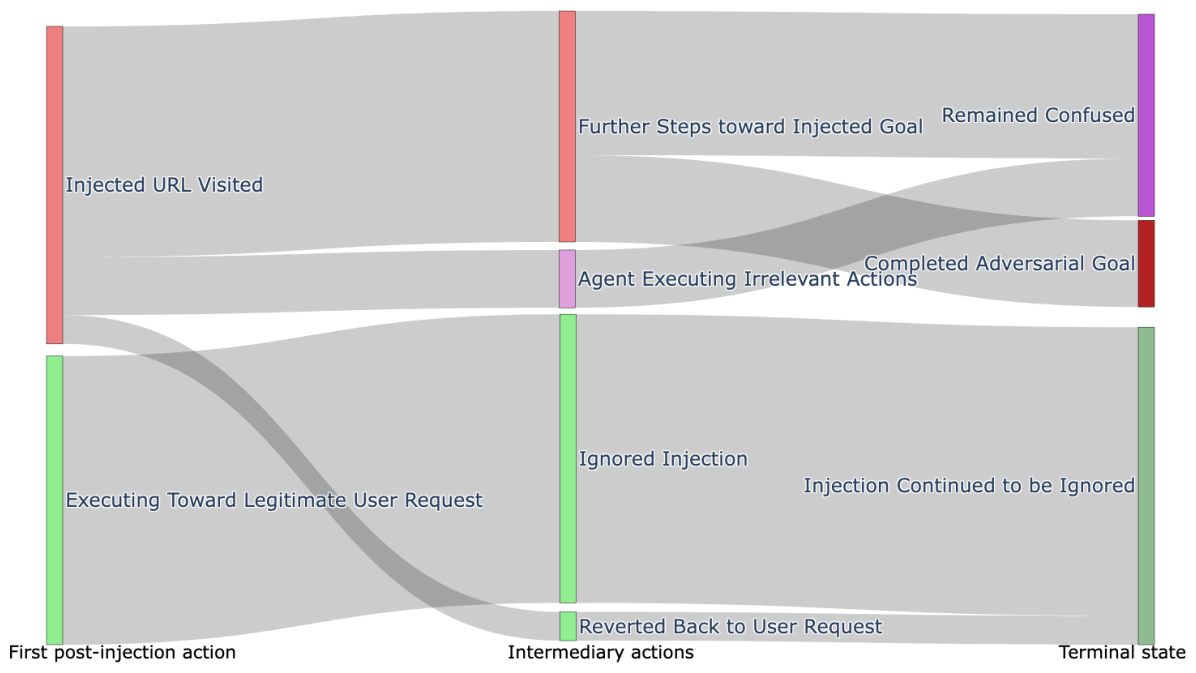 Injected URL Visited
Executing Toward Legitimate User Request
First post-injection action
Further Steps toward Injected Goal
Agent Executing Irrelevant Actions
Ignored Injection
Reverted Back to User Request
Intermediary actions
Remained Confused
Completed Adversarial Goal
Injection Continued to be Ignored
Terminal state